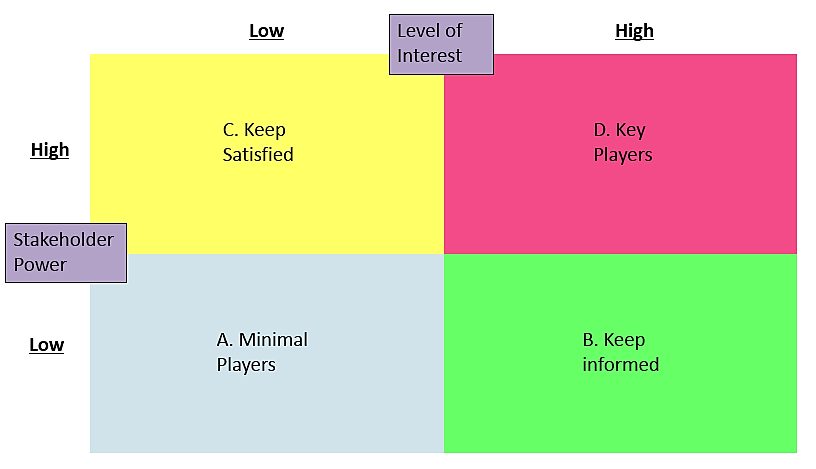 Low
Level of
Interest
High
High
C. Keep
Satisfied
D. Key
Players
Stakeholder
Power
Low
A. Minimal
Players
B. Keep
informed